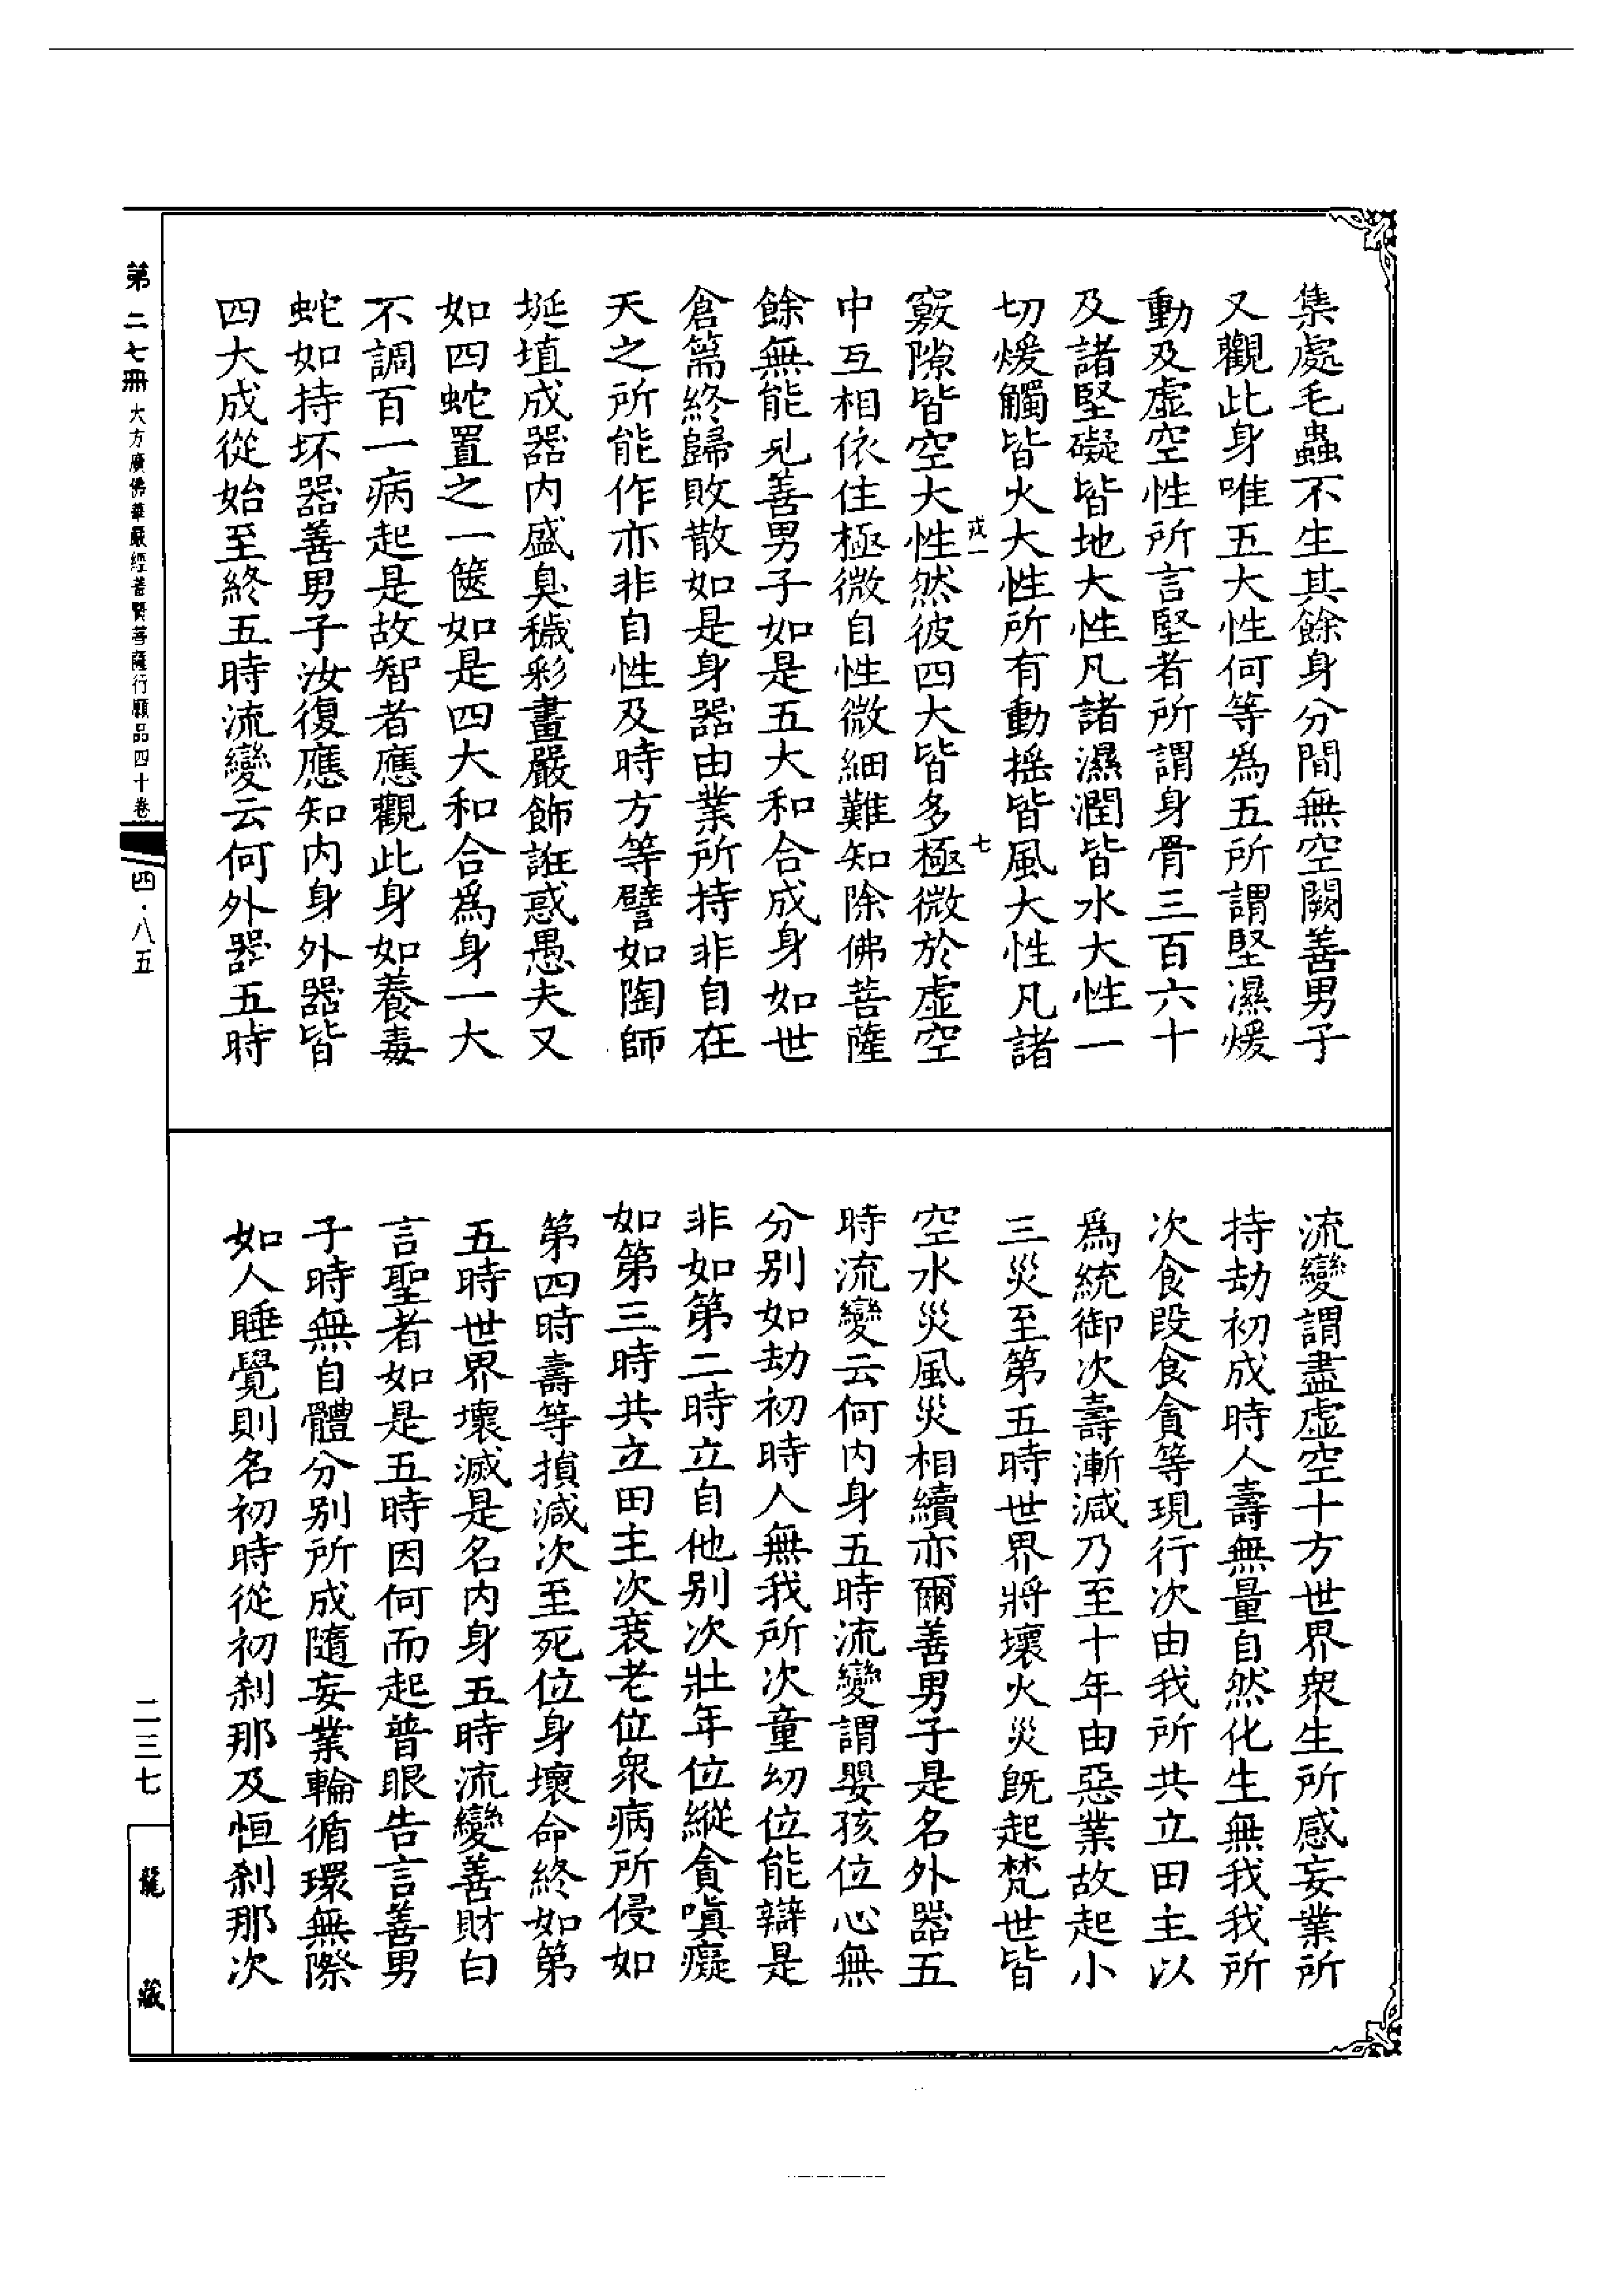 集處毛蟲不生其餘身分間無空闕善男子
又觀此身唯五大性何等為五所謂堅濕煖
動及虛空性所言堅者所謂身骨三百六十
及諸堅礙皆地大性凡諸濕潤皆水大性一
切煖觸皆火大性所有動搖皆風大性凡諸
戎一
七
竅隙皆空大性然彼四大皆多極微於虛空
中互相依住極微自性微細難知除佛菩薩
餘無能見善男子如是五大和合成身如世
倉篅終歸敗散如是身器由業所持非自在
天之所能作亦非自性及時方等譬如陶師
埏埴成器內盛臭穢彩畫嚴飾誑惑愚夫又
如四蛇置之一篋如是四大和合為身一大
不調百一病起是故智者應觀此身如養毒
蛇如持坏器善男子汝復應知內身外器皆
四大成從始至終五時流變云何外器五時
流變謂盡虛空十方世界眾生所感妄業所
持劫初成時人壽無量自然化生無我我所
次食段食貪等現行次由我所共立田主以
為統御次壽漸減乃至十年由惡業故起小
三災至第五時世界將壞火災既起梵世皆
空水災風災相續亦爾善男子是名外器五
時流變云何內身五時流變謂嬰孩位心無
分別如劫初時人無我所次童幼位能辯是
非如第二時立自他別次壯年位縱貪嗔癡
如第三時共立田主次衰老位眾病所侵如
第四時壽等損減次至死位身壞命終如第
五時世界壞滅是名內身五時流變善財白
言聖者如是五時因何而起普眼告言善男
子時無自體分別所成隨妄業輪循環無際
如人睡覺則名初時從初刹那及恒刹那次
第二七冊 大方廣佛華嚴經普賢菩薩行願品四十卷
四·八五
二三七
龍藏